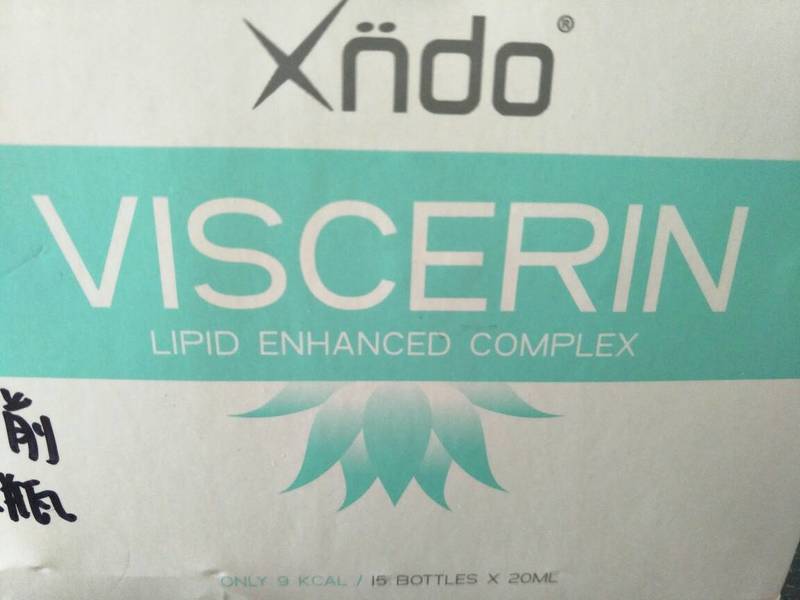 Xndo®
VISCERIN
LIPID ENHANCED COMPLEX
前
瓶
ONLY 9 KCAL / 15 BOTTLES X 20ML